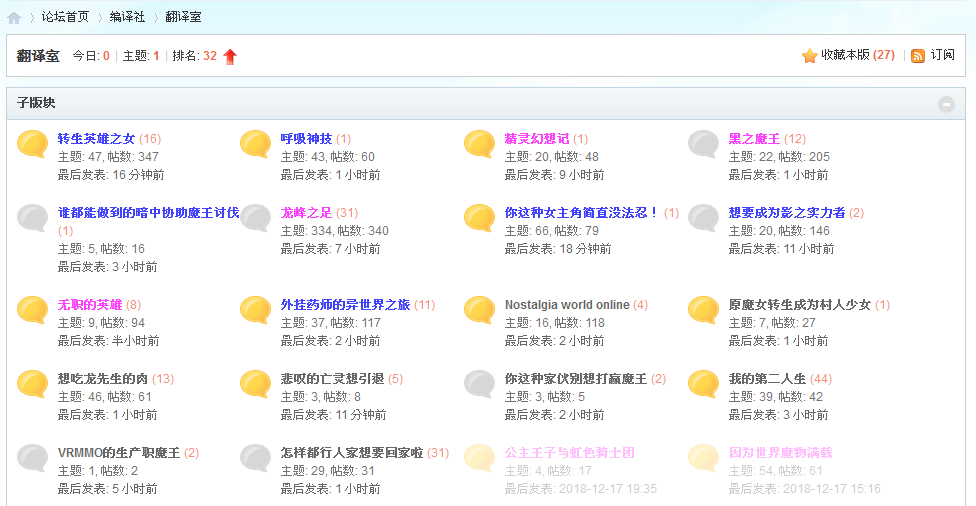 论坛首页 〉 编译社 〉 翻译室
翻译室 今日: 0 | 主题: 1 | 排名: 32 收藏本版 (27) | 订阅
子版块
转生英雄之女 (16)
主题: 47, 帖数: 347
最后发表: 16 分钟前
呼吸神技 (1)
主题: 43, 帖数: 60
最后发表: 1 小时前
精灵幻想记 (1)
主题: 20, 帖数: 48
最后发表: 9 小时前
黑之魔王 (12)
主题: 22, 帖数: 205
最后发表: 1 小时前
谁都能做到的暗中协助魔王讨伐
(1)
主题: 5, 帖数: 16
最后发表: 3 小时前
龙峰之足 (31)
主题: 334, 帖数: 340
最后发表: 7 小时前
你这种女主角简直没法忍！ (1)
主题: 66, 帖数: 79
最后发表: 18 分钟前
想要成为影之实力者 (2)
主题: 20, 帖数: 146
最后发表: 11 小时前
无职的英雄 (8)
主题: 9, 帖数: 94
最后发表: 半小时前
外挂药师的异世界之旅 (11)
主题: 37, 帖数: 117
最后发表: 2 小时前
Nostalgia world online (4)
主题: 16, 帖数: 118
最后发表: 2 小时前
原魔女转生成为村人少女 (1)
主题: 7, 帖数: 27
最后发表: 1 小时前
想吃龙先生的肉 (13)
主题: 46, 帖数: 61
最后发表: 1 小时前
悲叹的亡灵想引退 (5)
主题: 3, 帖数: 8
最后发表: 11 分钟前
你这种家伙别想打赢魔王 (2)
主题: 3, 帖数: 5
最后发表: 2 小时前
我的第二人生 (44)
主题: 39, 帖数: 42
最后发表: 3 小时前
VRMMO的生产职魔王 (2)
主题: 1, 帖数: 2
最后发表: 5 小时前
怎样都行人家想要回家啦 (31)
主题: 29, 帖数: 31
最后发表: 1 小时前
公主王子与虹色骑士团
主题: 4, 帖数: 17
最后发表: 2018-12-17 19:35
因为世界魔物满载
主题: 54, 帖数: 61
最后发表: 2018-12-17 15:16